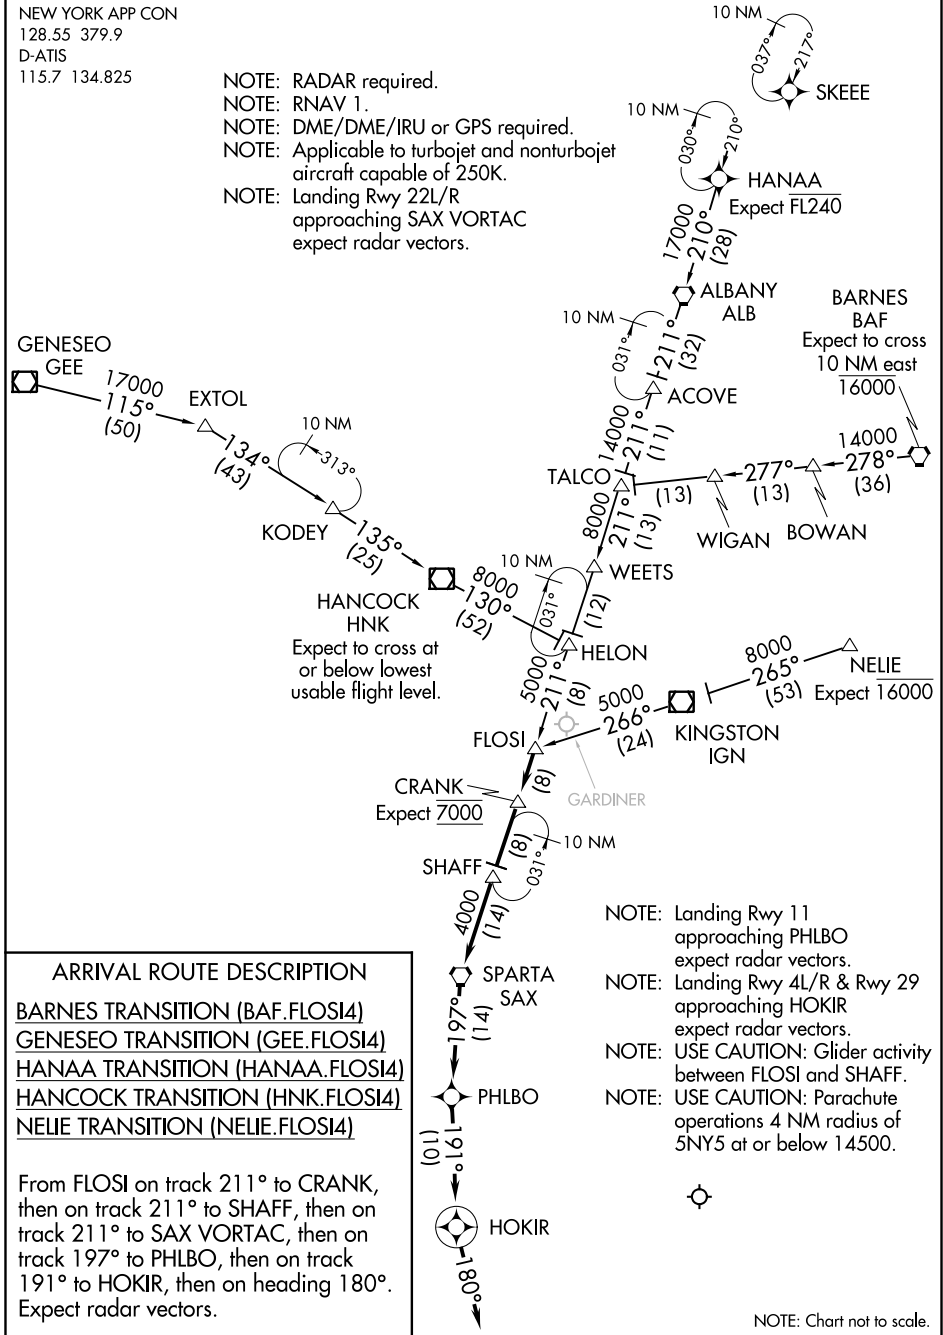 NEW YORK APP CON
128.55 379.9
D-ATIS
115.7 134.825
NOTE: RADAR required.
NOTE: RNAV 1.
NOTE: DME/DME/IRU or GPS required.
NOTE: Applicable to turbojet and nonturbojet
aircraft capable of 250K.
NOTE: Landing Rwy 22L/R
approaching SAX VORTAC
expect radar vectors.
10 NM
037°
217°
SKEEE
10 NM
030°
210°
HANAA
Expect FL240
17000
210°
(28)
ALBANY
ALB
10 NM
031°
211°
(32)
ACOVE
BARNES
BAF
Expect to cross
10 NM east
16000
GENESEO
GEE
17000
115°
(50)
EXTOL
134°
(43)
10 NM
313°
KODEY
135°
(25)
14000
211°
(11)
TALCO
(13)
WIGAN
277°
(13)
BOWAN
14000
278°
(36)
8000
211°
(13)
WEETS
(12)
HANCOCK
HNK
Expect to cross at
or below lowest
usable flight level.
8000
130°
(52)
10 NM
031°
HELON
5000
211°
(8)
FLOSI
5000
266°
(24)
KINGSTON
IGN
8000
265°
(53)
NELIE
Expect 16000
GARDINER
(8)
CRANK
Expect 7000
(8)
10 NM
031°
SHAFF
4000
(14)
SPARTA
SAX
197°
(14)
PHLBO
191°
(10)
HOKIR
180°
NOTE: Landing Rwy 11
approaching PHLBO
expect radar vectors.
NOTE: Landing Rwy 4L/R & Rwy 29
approaching HOKIR
expect radar vectors.
NOTE: USE CAUTION: Glider activity
between FLOSI and SHAFF.
NOTE: USE CAUTION: Parachute
operations 4 NM radius of
5NY5 at or below 14500.
ARRIVAL ROUTE DESCRIPTION
BARNES TRANSITION (BAF.FLOSI4)
GENESEO TRANSITION (GEE.FLOSI4)
HANAA TRANSITION (HANAA.FLOSI4)
HANCOCK TRANSITION (HNK.FLOSI4)
NELIE TRANSITION (NELIE.FLOSI4)
From FLOSI on track 211° to CRANK,
then on track 211° to SHAFF, then on
track 211° to SAX VORTAC, then on
track 197° to PHLBO, then on track
191° to HOKIR, then on heading 180°.
Expect radar vectors.
NOTE: Chart not to scale.